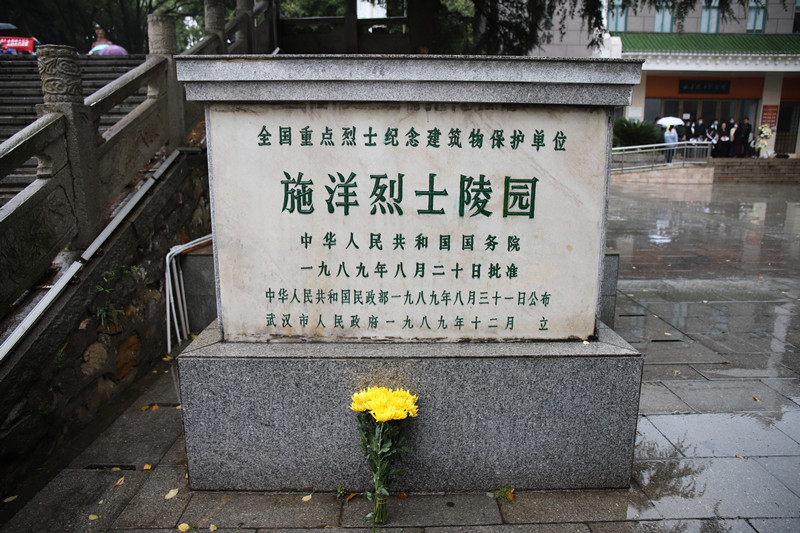 全国重点烈士纪念建筑物保护单位
施洋烈士陵园
中华人民共和国国务院
一九八九年八月二十日批准
中华人民共和国民政部一九八九年八月三十一日公布
武汉市人民政府一九八九年十二月 立